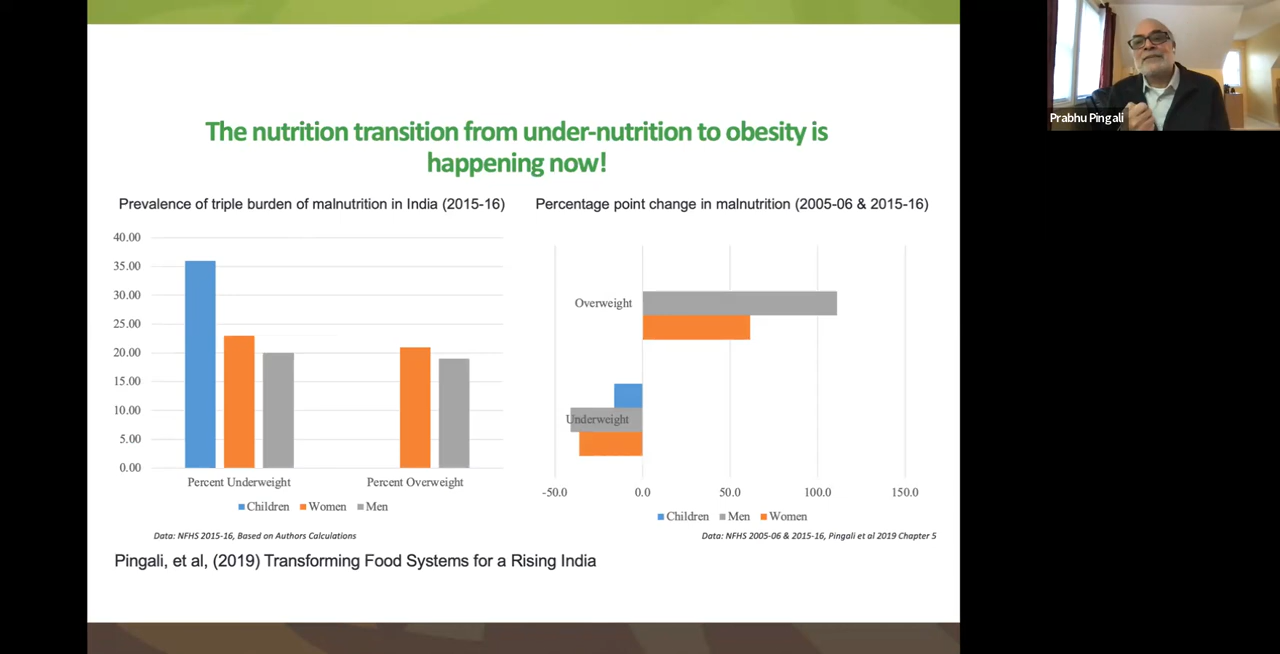 The nutrition transition from under-nutrition to obesity is
happening now!
Prevalence of triple burden of malnutrition in India (2015-16)
40.00
35.00
30.00
25.00
20.00
15.00
10.00
5.00
0.00
Percent Underweight
Percent Overweight
Children
Women
Men
Data: NFHS 2015-16, Based on Authors Calculations
Percentage point change in malnutrition (2005-06 & 2015-16)
Overweight
Underweight
-50.0
0.0
50.0
100.0
150.0
Children
Men
Women
Data: NFHS 2005-06 & 2015-16, Pingali et al 2019 Chapter 5
Pingali, et al, (2019) Transforming Food Systems for a Rising India
Prabhu Pingali